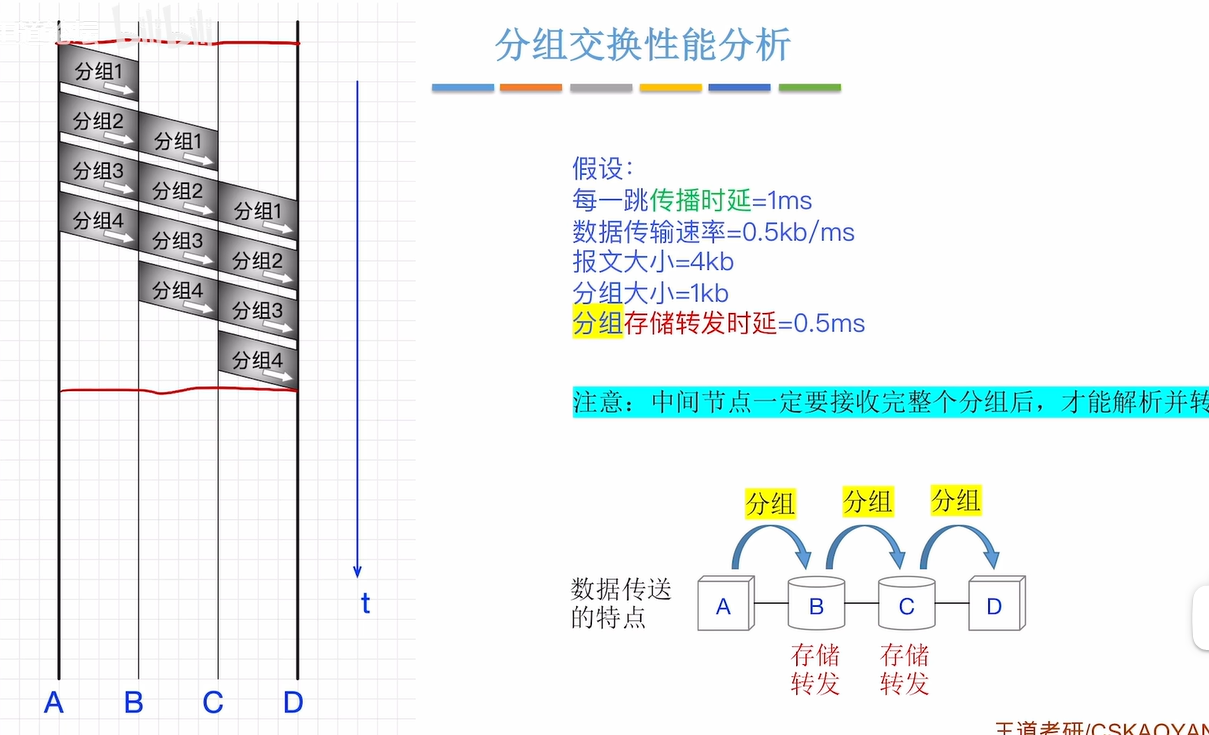 分组交换性能分析
分组1
分组2
分组3
分组4
分组1
分组2
分组3
分组4
分组1
分组2
分组3
分组4
t
A B C D
假设：
每一跳传播时延=1ms
数据传输速率=0.5kb/ms
报文大小=4kb
分组大小=1kb
分组存储转发时延=0.5ms
注意：中间节点一定要接收完整个分组后，才能解析并转
分组 分组 分组
数据传送
的特点
A B C D
存储
转发
存储
转发
王道考研/CSKAOYAN